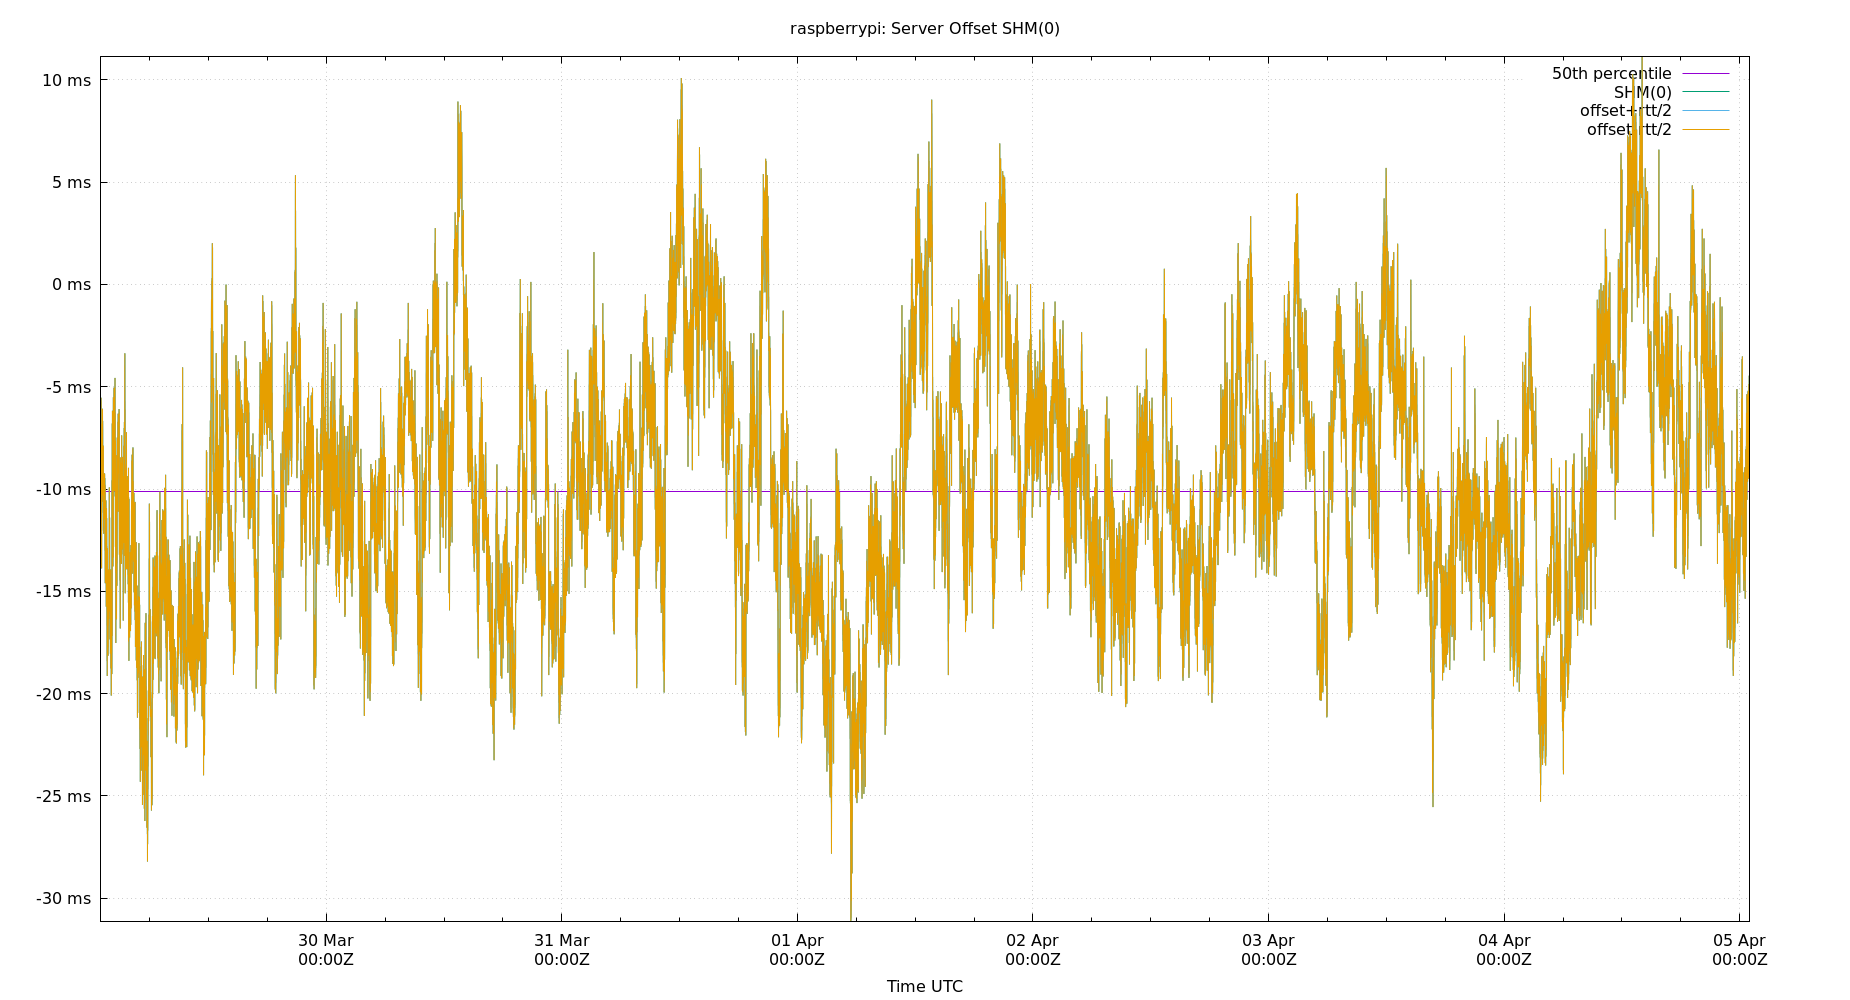 raspberrypi: Server Offset SHM(0)
10 ms
5 ms
0 ms
-5 ms
-10 ms
-15 ms
-20 ms
-25 ms
-30 ms
50th percentile
SHM(0)
offset+rtt/2
offset-rtt/2
30 Mar
00:00Z
31 Mar
00:00Z
01 Apr
00:00Z
02 Apr
00:00Z
03 Apr
00:00Z
04 Apr
00:00Z
05 Apr
00:00Z
Time UTC